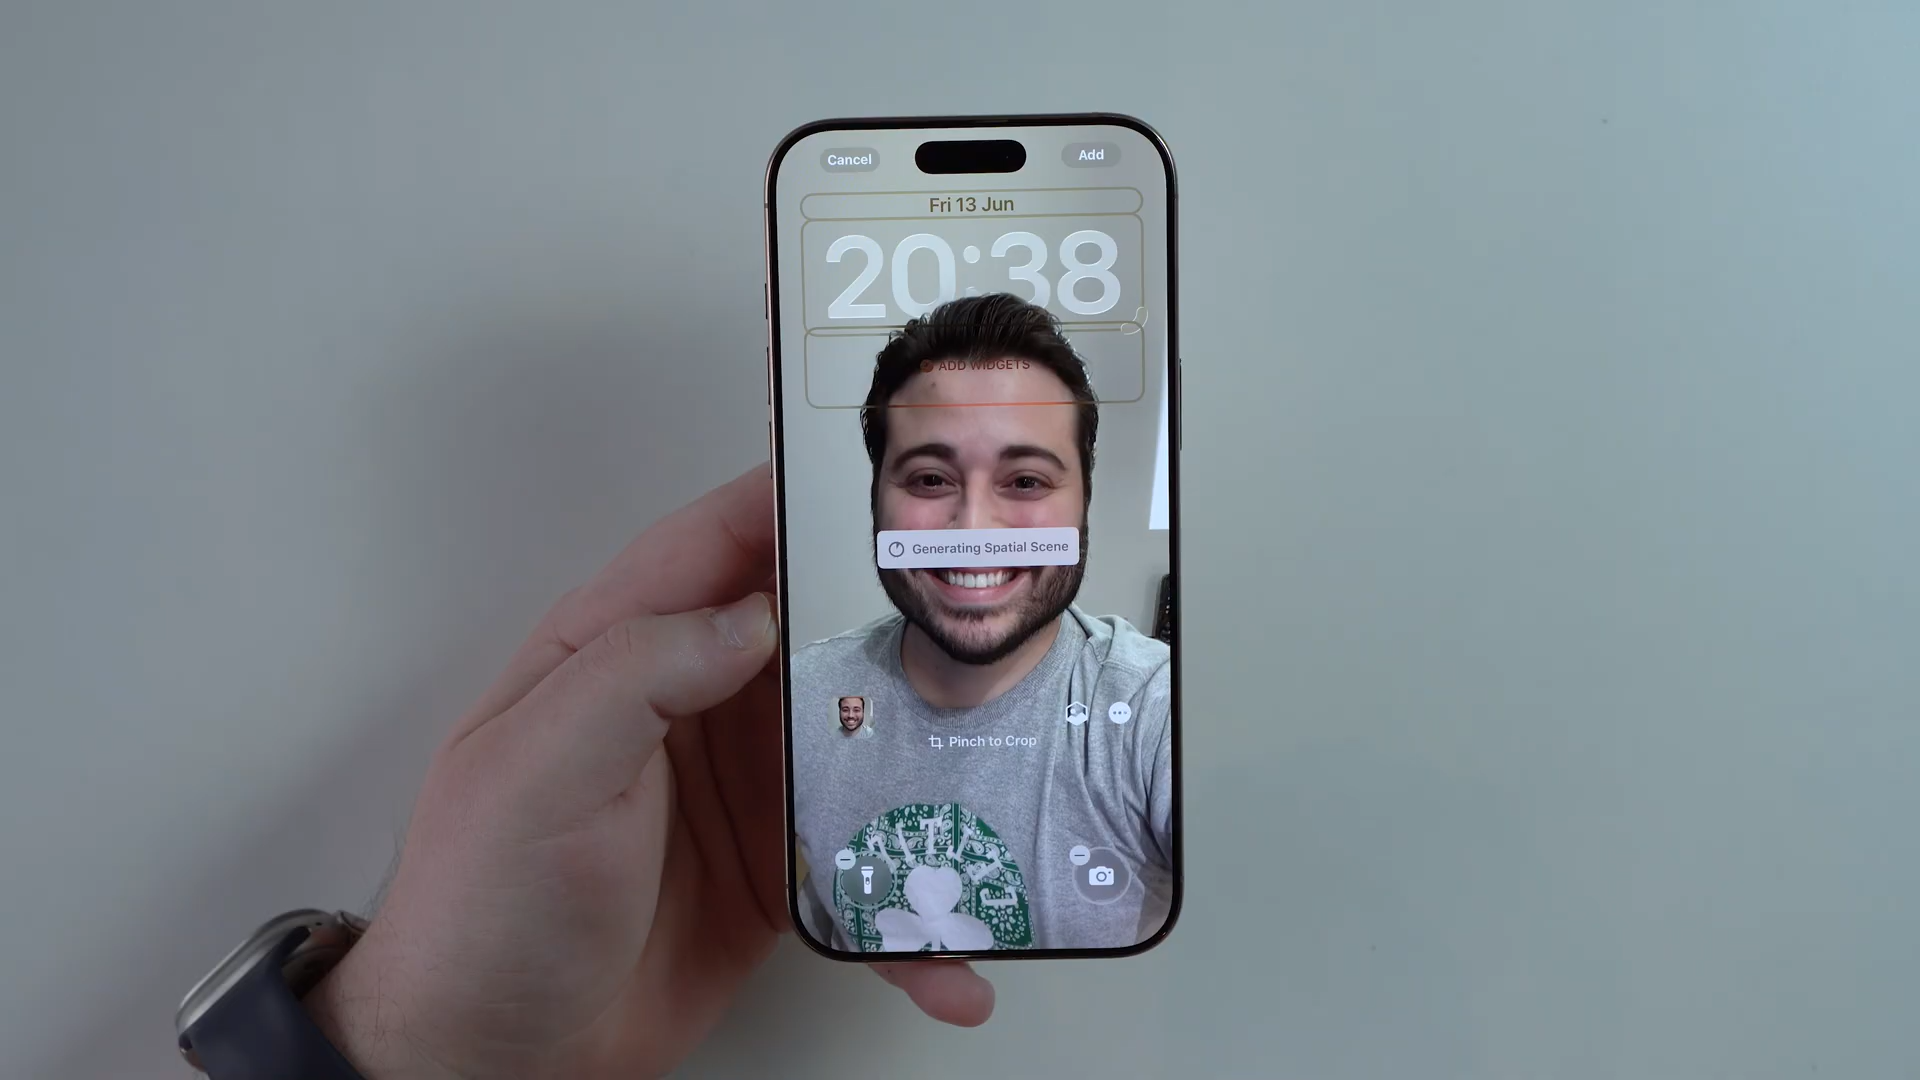 Cancel
Add
Fri 13 Jun
20:38
ADD WIDGETS
Generating Spatial Scene
Pinch to Crop